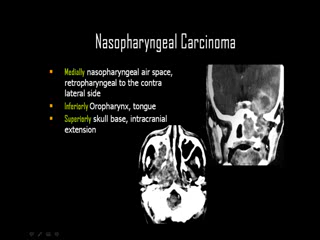 Nasopharyngeal Carcinoma
Medially nasopharyngeal air space,
retropharyngeal to the contra
lateral side
Inferiorly Oropharynx, tongue
Superiorly skull base, intracranial
extension